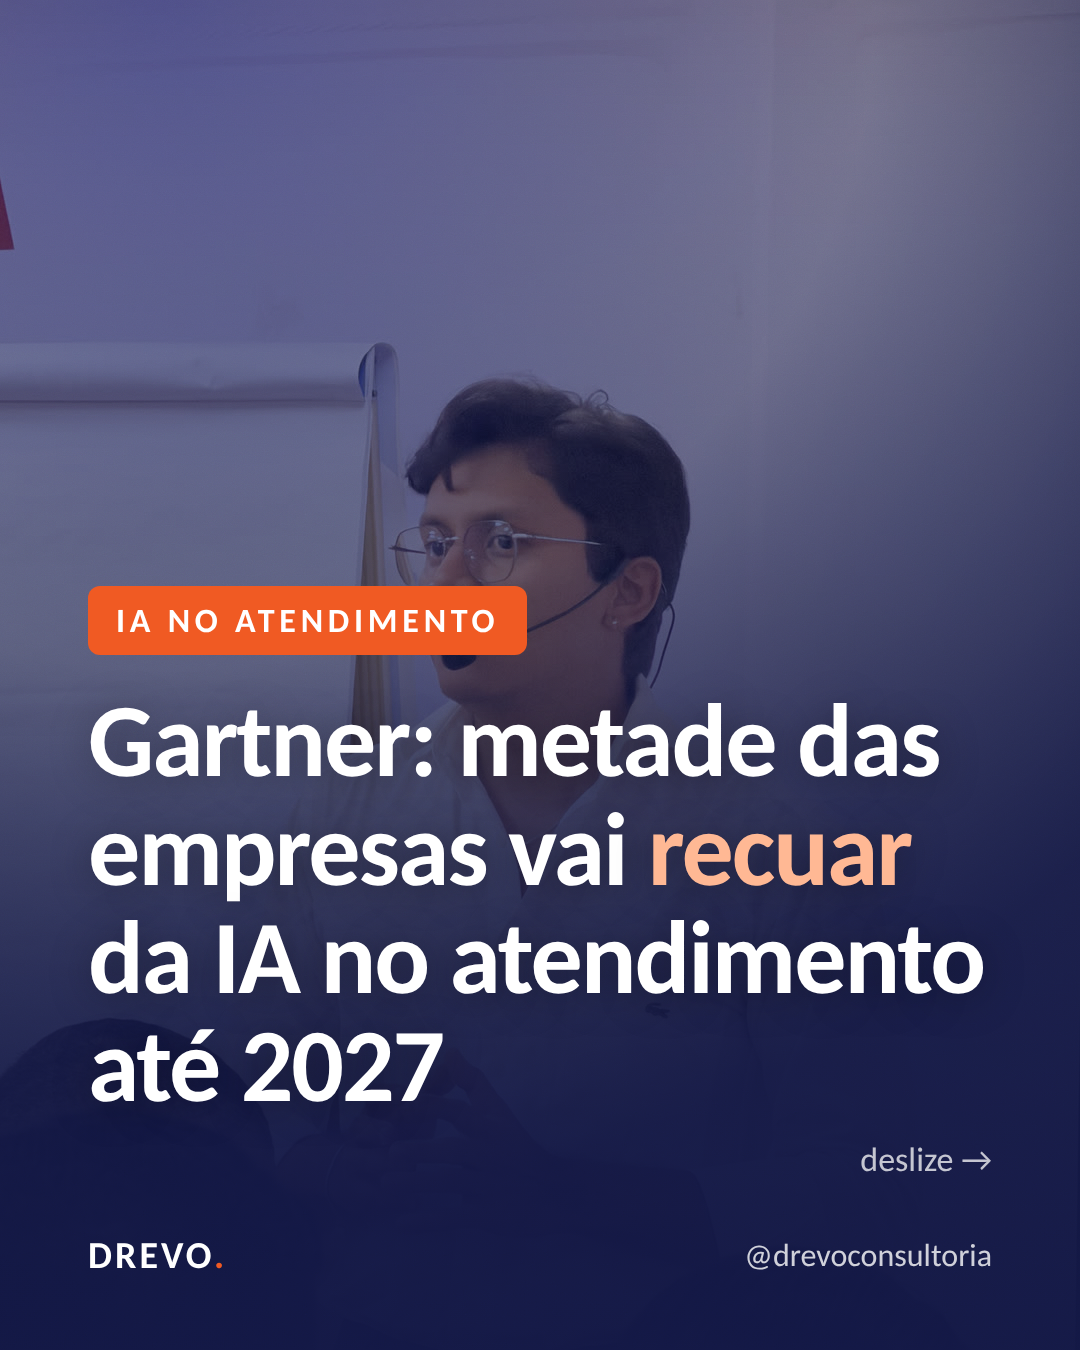 IA NO ATENDIMENTO
Gartner: metade das
empresas vai recuar
da IA no atendimento
até 2027
deslize →
DREVO.
@drevoconsultoria